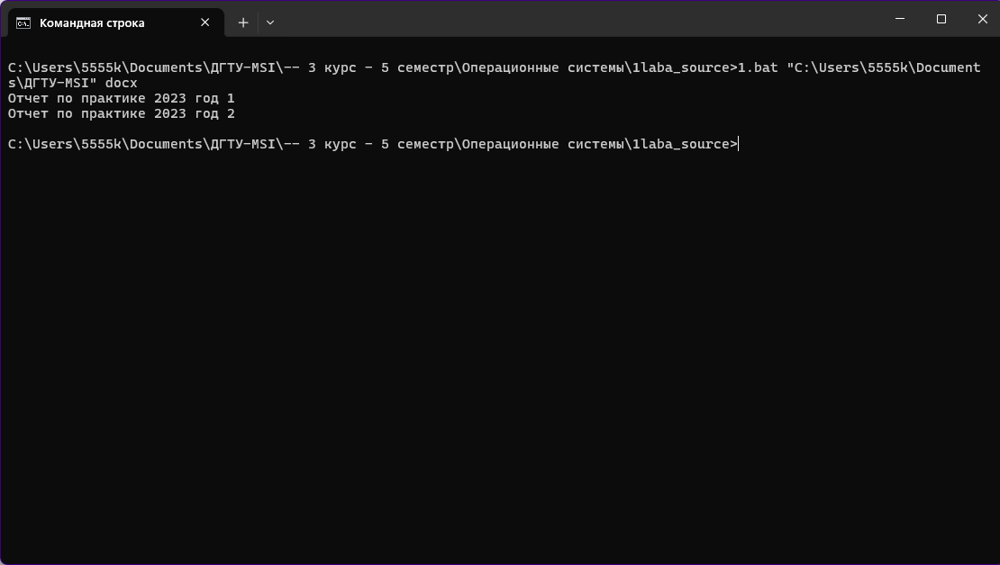 Командная строка
C:\Users\5555k\Documents\ДГТУ-MSI\-- 3 курс - 5 семестр\Операционные системы\1laba_source>1.bat "C:\Users\5555k\Document
s\ДГТУ-MSI" docx
Отчет по практике 2023 год 1
Отчет по практике 2023 год 2
C:\Users\5555k\Documents\ДГТУ-MSI\-- 3 курс - 5 семестр\Операционные системы\1laba_source>